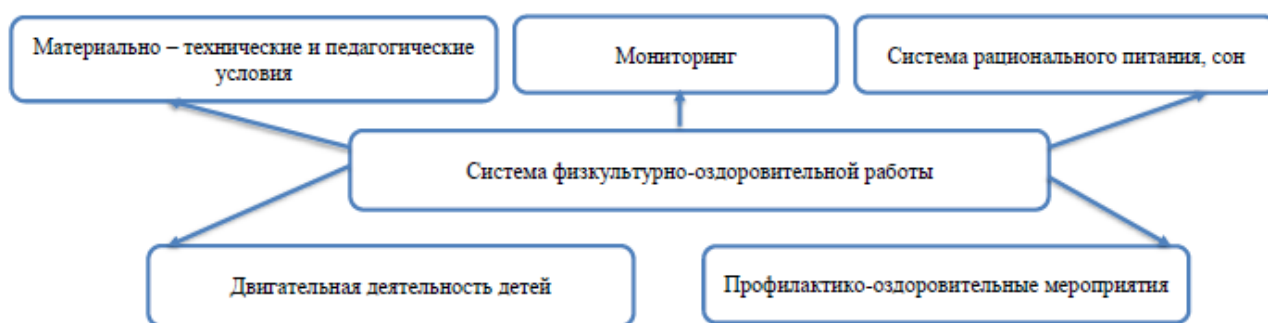 Материально – технические и педагогические
условия
Мониторинг
Система рационального питания, сон
Система физкультурно-оздоровительной работы
Двигательная деятельность детей
Профилактико-оздоровительные мероприятия